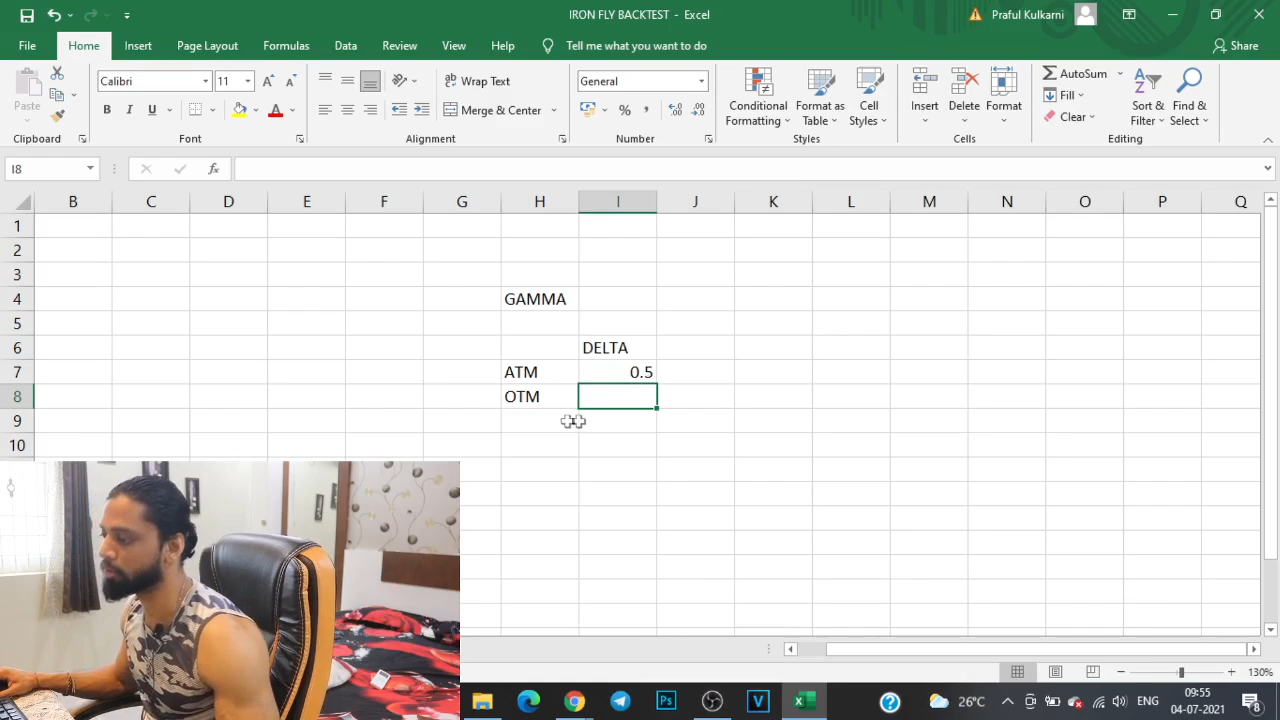 IRON FLY BACKTEST - Excel
Praful Kulkarni
File Home Insert Page Layout Formulas Data Review View Help Tell me what you want to do Share
Paste
Clipboard
Calibri 11
B I U
Font
Wrap Text
Merge & Center
Alignment
General
%
Number
Conditional Formatting
Format as Table
Cell Styles
Styles
Insert
Delete
Format
Cells
AutoSum
Fill
Clear
Sort & Filter
Find & Select
Editing
I8
fx
B C D E F G H I J K L M N O P Q
1
2
3
4 GAMMA
5
6 DELTA
7 ATM 0.5
8 OTM
9
10
130%
Ps
V
26°C
ENG
09:55
04-07-2021
8